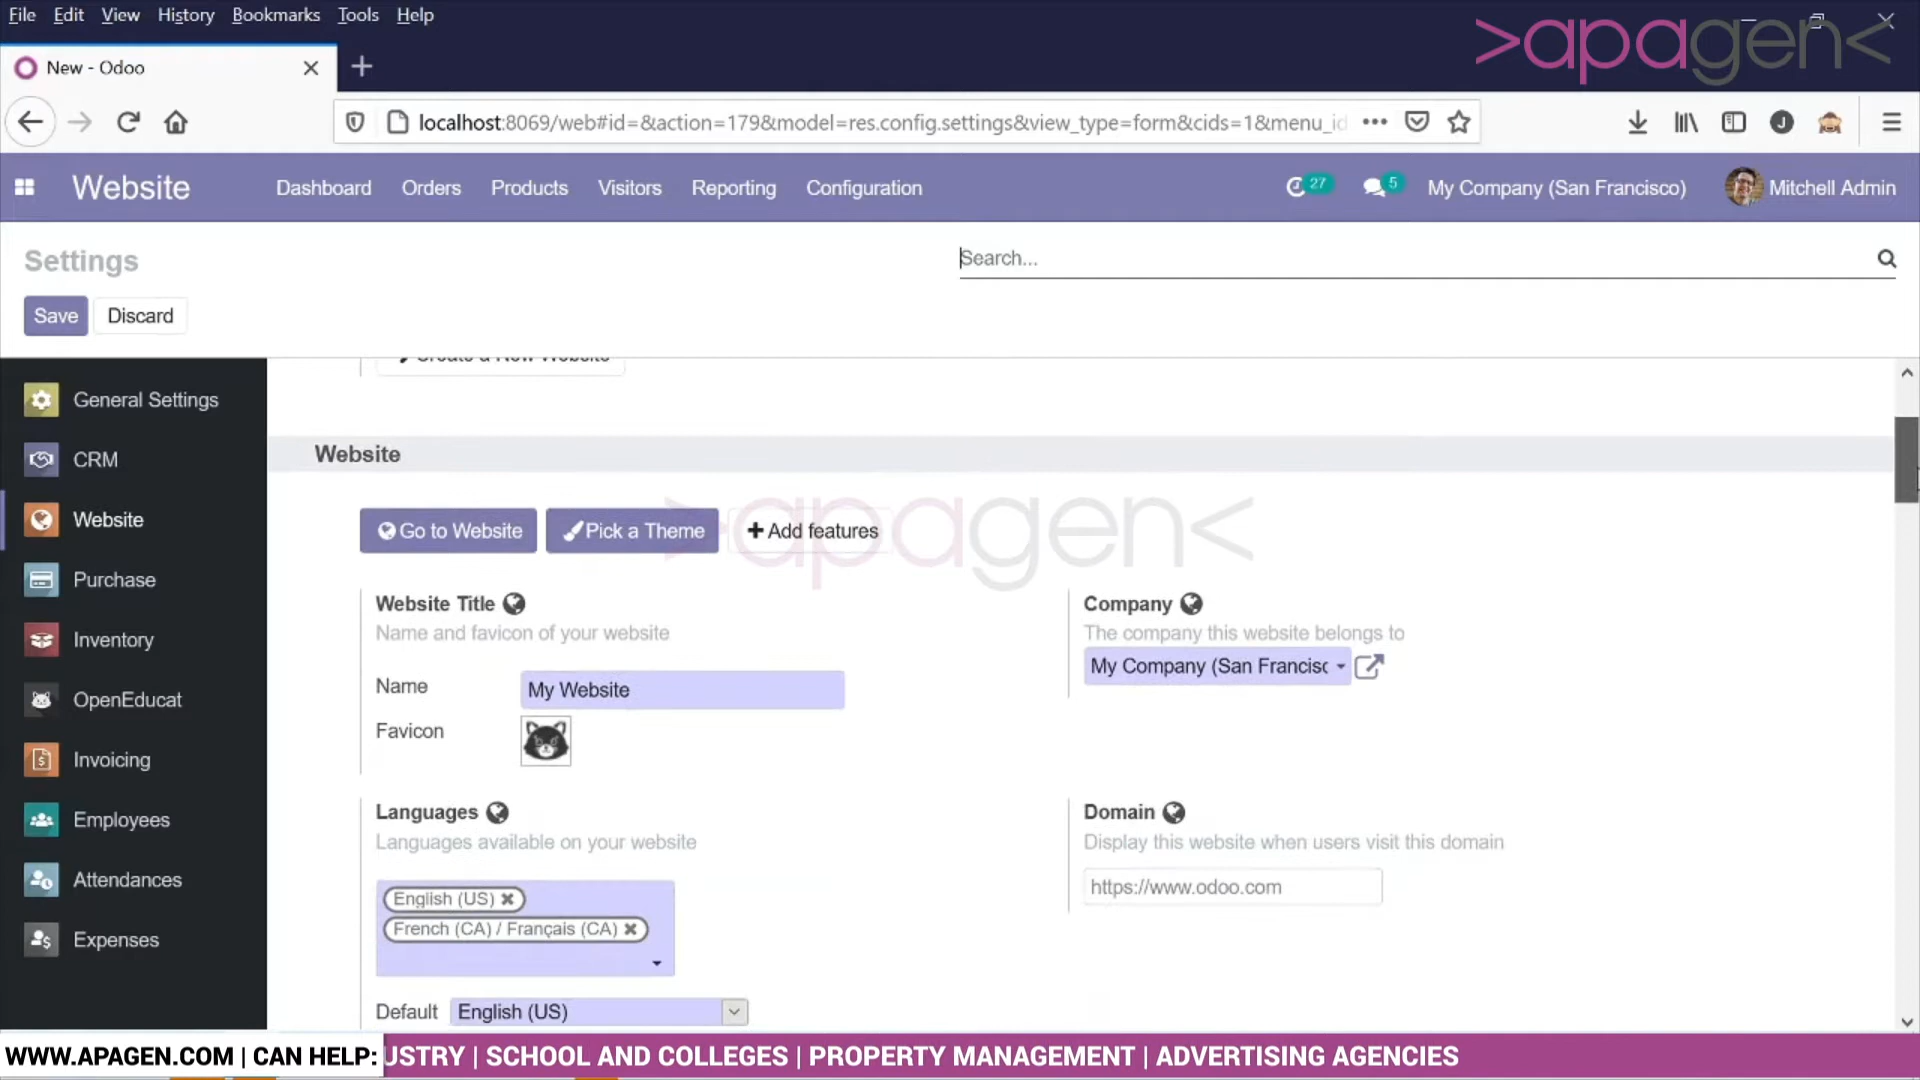 File Edit View History Bookmarks Tools Help
>apagen<
New - Odoo
localhost:8069/web#id=&action=179&model=res.config.settings&view_type=form&cids=1&menu_id
Website Dashboard Orders Products Visitors Reporting Configuration 27 5 My Company (San Francisco) Mitchell Admin
Settings
Search...
Save Discard
Create a New Website
General Settings
CRM
Website
Purchase
Inventory
OpenEducat
Invoicing
Employees
Attendances
Expenses
Website
>apagen<
Go to Website Pick a Theme Add features
Website Title
Name and favicon of your website
Name My Website
Favicon
Company
The company this website belongs to
My Company (San Francisc
Languages
Languages available on your website
English (US)
French (CA) / Français (CA)
Default English (US)
Domain
Display this website when users visit this domain
https://www.odoo.com
WWW.APAGEN.COM | CAN HELP: USTRY | SCHOOL AND COLLEGES | PROPERTY MANAGEMENT | ADVERTISING AGENCIES